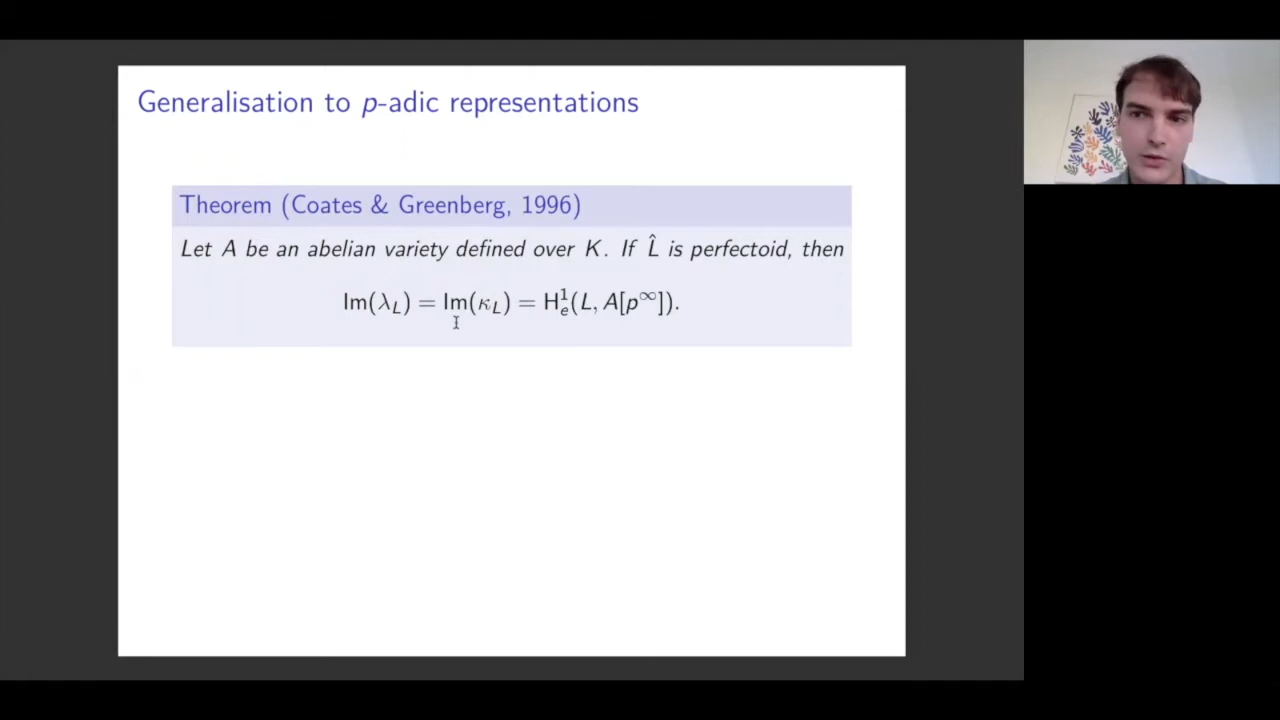 Generalisation to p-adic representations
Theorem (Coates & Greenberg, 1996)
Let A be an abelian variety defined over K. If L̂ is perfectoid, then
Im(λ_L) = Im(κ_L) = H¹_e(L, A[p^∞]).